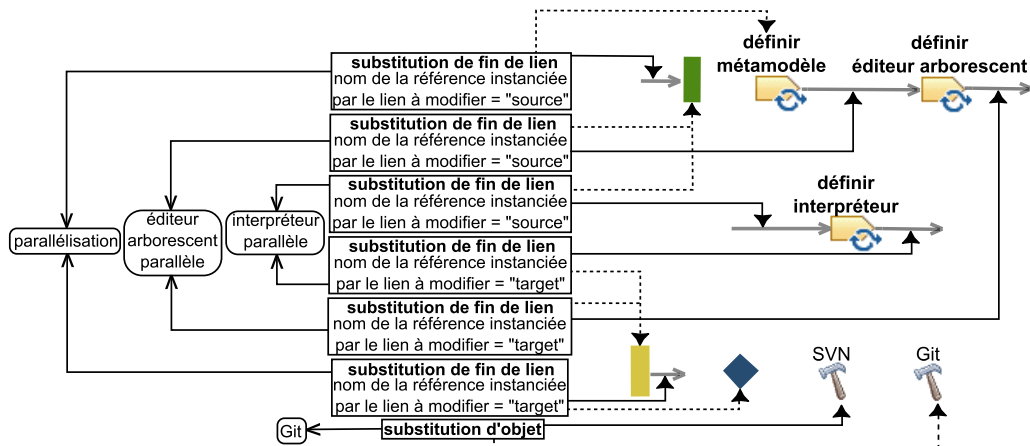 définir
métamodèle
définir
éditeur arborescent
substitution de fin de lien
nom de la référence instanciée
par le lien à modifier = "source"
substitution de fin de lien
nom de la référence instanciée
par le lien à modifier = "source"
substitution de fin de lien
nom de la référence instanciée
par le lien à modifier = "source"
définir
interpréteur
parallélisation
éditeur
arborescent
parallèle
interpréteur
parallèle
substitution de fin de lien
nom de la référence instanciée
par le lien à modifier = "target"
substitution de fin de lien
nom de la référence instanciée
par le lien à modifier = "target"
substitution de fin de lien
nom de la référence instanciée
par le lien à modifier = "target"
SVN
Git
Git
substitution d'objet